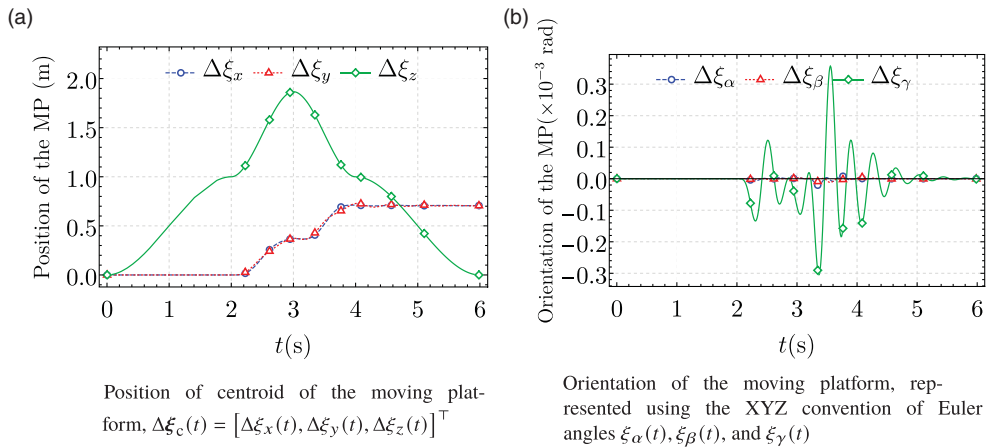 (a)
(b)
Position of the MP (m)
2.0
1.5
1.0
0.5
0.0
Δξx
Δξy
Δξz
0 1 2 3 4 5 6
t(s)
Orientation of the MP(×10⁻³ rad)
0.3
0.2
0.1
0.0
−0.1
−0.2
−0.3
Δξα
Δξβ
Δξγ
0 1 2 3 4 5 6
t(s)
Position of centroid of the moving plat-
form, Δξc(t) = [Δξx(t), Δξy(t), Δξz(t)]⊤
Orientation of the moving platform, rep-
resented using the XYZ convention of Euler
angles ξα(t), ξβ(t), and ξγ(t)